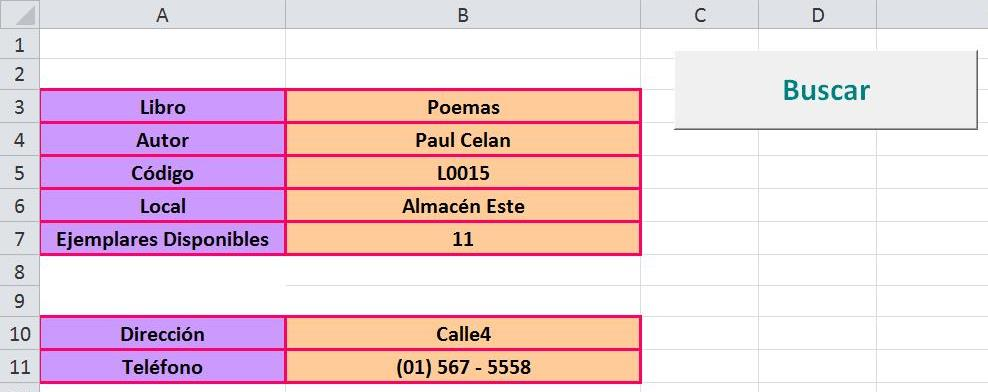 A B C D
1
2
Buscar
3 Libro Poemas
4 Autor Paul Celan
5 Código L0015
6 Local Almacén Este
7 Ejemplares Disponibles 11
8
9
10 Dirección Calle4
11 Teléfono (01) 567 - 5558